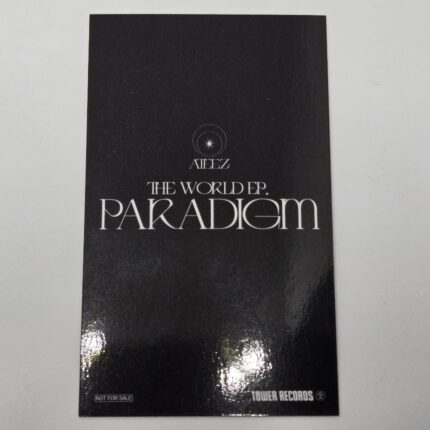 ATEEZ
THE WORLD EP.
PARADIGM
NOT FOR SALE
TOWER RECORDS